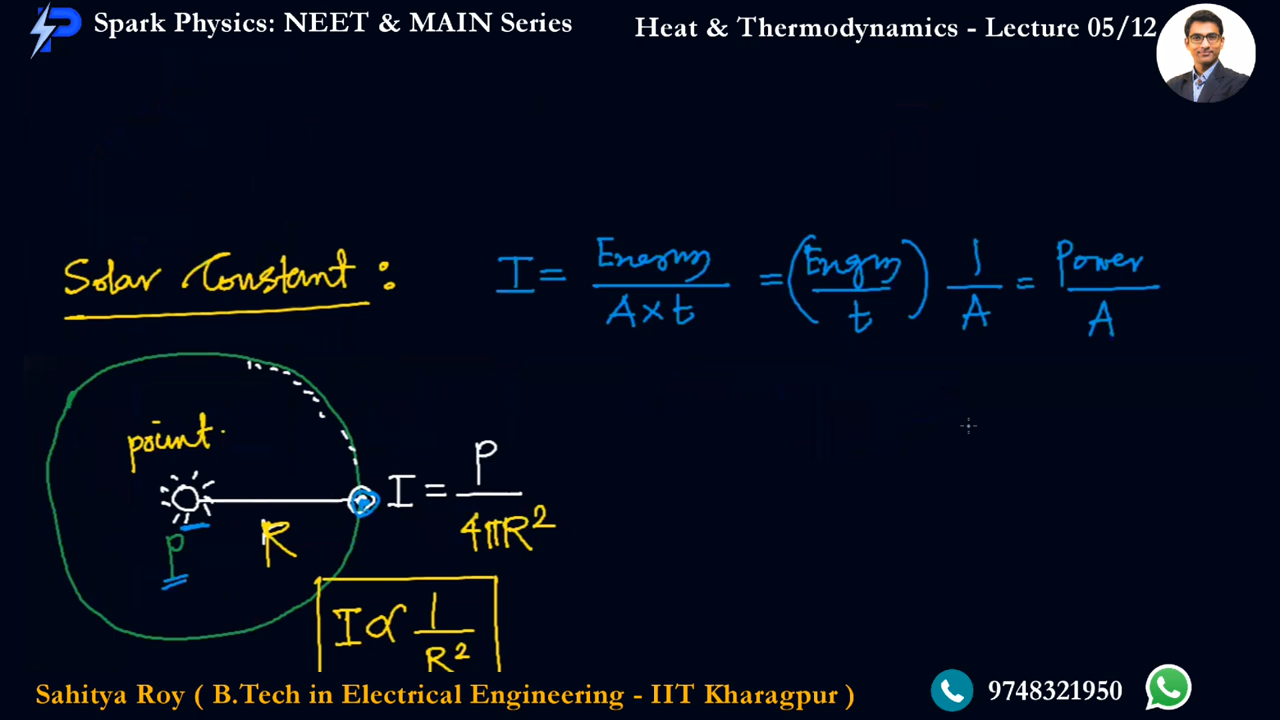 Spark Physics: NEET & MAIN Series
Heat & Thermodynamics - Lecture 05/12
Solar Constant :
I = Energy / A × t = (Energy / t) 1 / A = Power / A
point.
P
R
I = P / 4πR²
I ∝ 1 / R²
Sahitya Roy ( B.Tech in Electrical Engineering - IIT Kharagpur )
9748321950